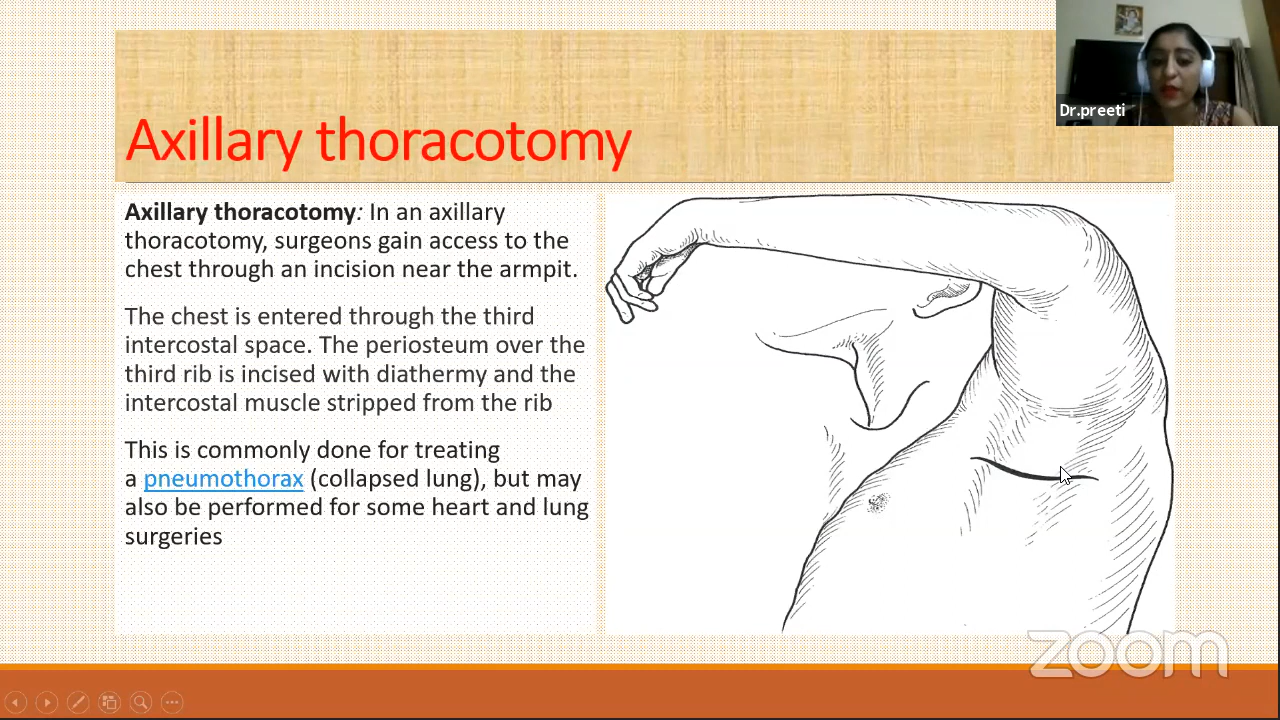 Dr.preeti
Axillary thoracotomy
Axillary thoracotomy: In an axillary
thoracotomy, surgeons gain access to the
chest through an incision near the armpit.
The chest is entered through the third
intercostal space. The periosteum over the
third rib is incised with diathermy and the
intercostal muscle stripped from the rib
This is commonly done for treating
a pneumothorax (collapsed lung), but may
also be performed for some heart and lung
surgeries
zoom